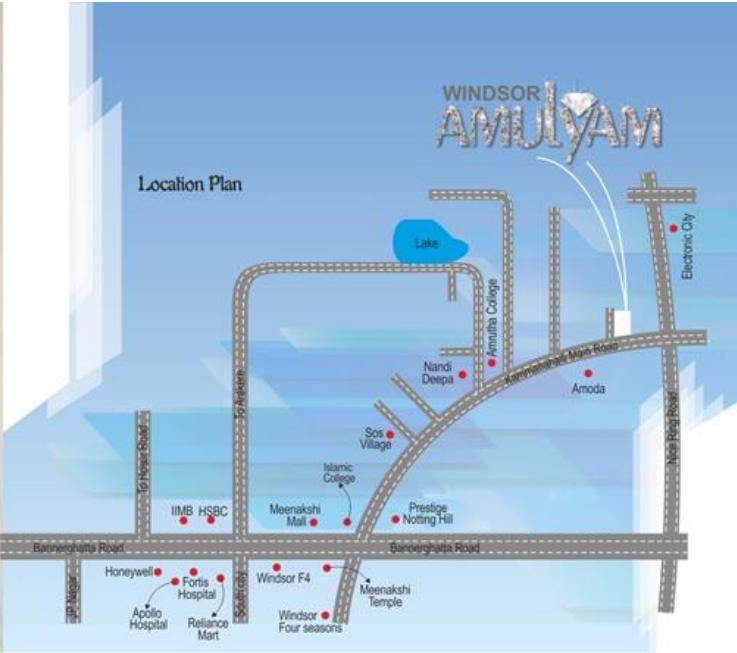 WINDSOR
AMULYAM
Location Plan
Lake
Electronic City
Amrutha College
Kammanahalli Main Road
Nandi
Deepa
Amoda
To Arekere
Nice Ring Road
To Hosur Road
Sos
Village
Islamic
College
IIMB HSBC
Meenakshi
Mall
Prestige
Notting Hill
Bannerghatta Road
Bannerghatta Road
Honeywell
Fortis
Hospital
Windsor F4
Meenakshi
Temple
JP Nagar
South city
Apollo
Hospital
Reliance
Mart
Windsor
Four seasons